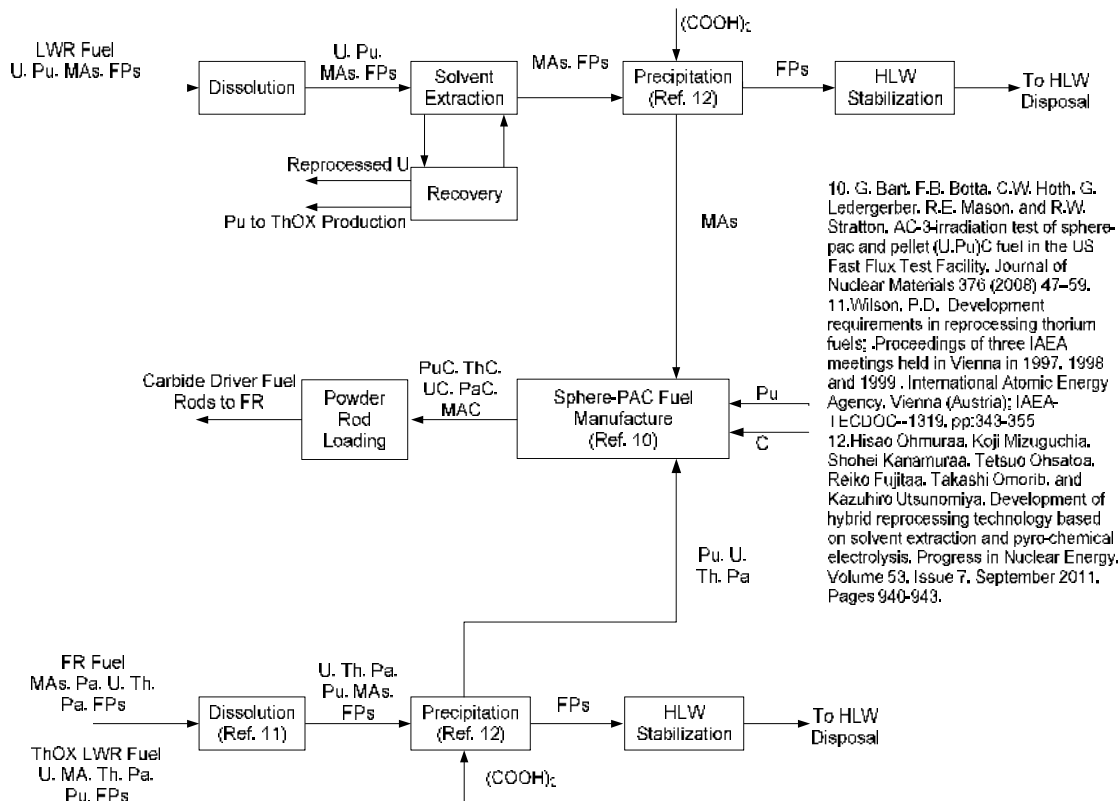 (COOH)₂
LWR Fuel
U. Pu. MAs. FPs
Dissolution
U. Pu.
MAs. FPs
Solvent
Extraction
MAs. FPs
Precipitation
(Ref. 12)
FPs
HLW
Stabilization
To HLW
Disposal
Reprocessed U
Recovery
Pu to ThOX Production
MAs
10. G. Bart. F.B. Botta. C.W. Hoth. G.
Ledergerber. R.E. Mason. and R.W.
Stratton. AC-3-irradiation test of sphere-
pac and pellet (U.Pu)C fuel in the US
Fast Flux Test Facility. Journal of
Nuclear Materials 376 (2008) 47–59.
11.Wilson. P.D. Development
requirements in reprocessing thorium
fuels; .Proceedings of three IAEA
meetings held in Vienna in 1997. 1998
and 1999 . International Atomic Energy
Agency. Vienna (Austria); IAEA-
TECDOC--1319. pp:343-355
12.Hisao Ohmuraa. Koji Mizuguchia.
Shohei Kanamuraa. Tetsuo Ohsatoa.
Reiko Fujitaa. Takashi Omorib. and
Kazuhiro Utsunomiya. Development of
hybrid reprocessing technology based
on solvent extraction and pyro-chemical
electrolysis. Progress in Nuclear Energy.
Volume 53. Issue 7. September 2011.
Pages 940-943.
Carbide Driver Fuel
Rods to FR
Powder
Rod
Loading
PuC. ThC.
UC. PaC.
MAC
Sphere-PAC Fuel
Manufacture
(Ref. 10)
Pu
C
Pu. U.
Th. Pa
FR Fuel
MAs. Pa. U. Th.
Pa. FPs
Dissolution
(Ref. 11)
U. Th. Pa.
Pu. MAs.
FPs
Precipitation
(Ref. 12)
FPs
HLW
Stabilization
To HLW
Disposal
ThOX LWR Fuel
U. MA. Th. Pa.
Pu. FPs
(COOH)₂